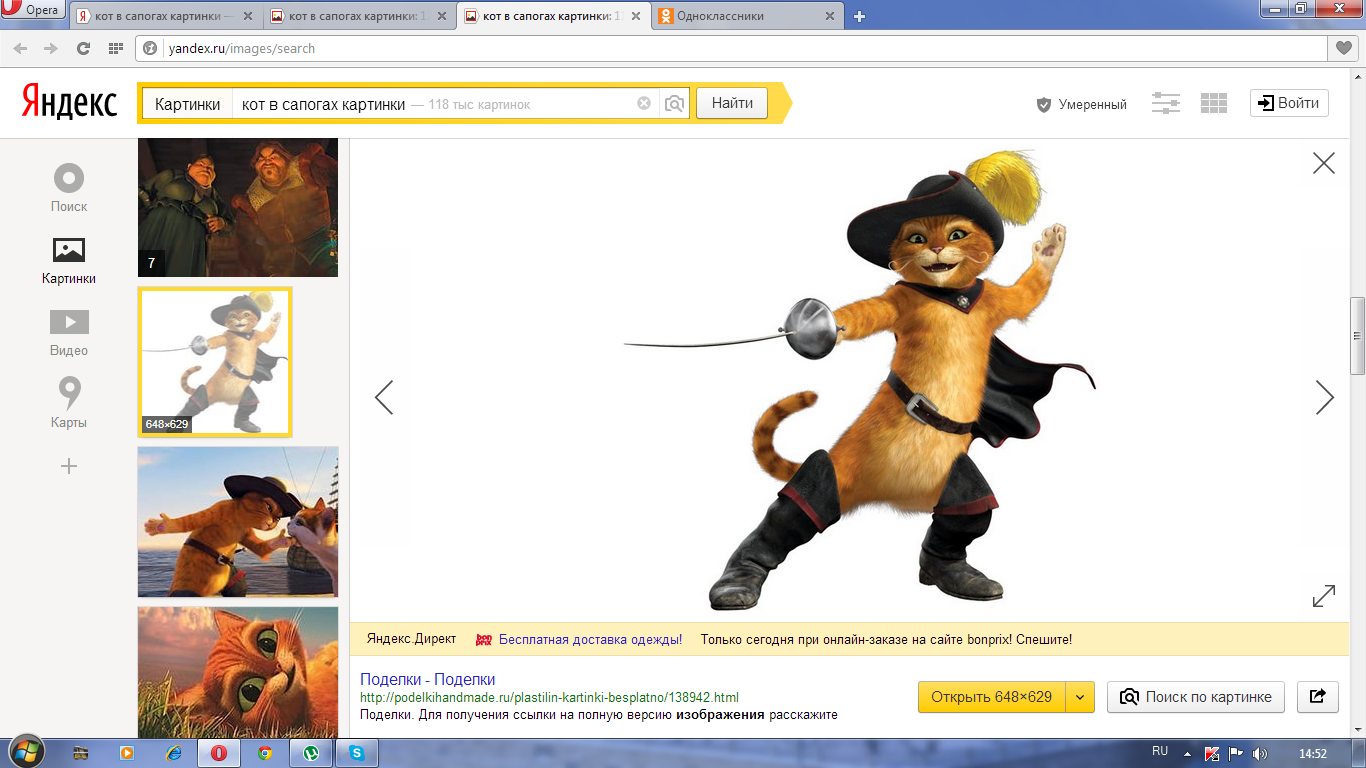 Opera
кот в сапогах картинки —
кот в сапогах картинки: 1
кот в сапогах картинки: 1
Одноклассники
yandex.ru/images/search
Яндекс
Картинки
кот в сапогах картинки — 118 тыс картинок
Найти
Умеренный
Войти
Поиск
Картинки
Видео
Карты
7
648×629
Яндекс.Директ
bon prix
Бесплатная доставка одежды!
Только сегодня при онлайн-заказе на сайте bonprix! Спешите!
Поделки - Поделки
http://podelkihandmade.ru/plastilin-kartinki-besplatno/138942.html
Поделки. Для получения ссылки на полную версию изображения расскажите
Открыть 648×629
Поиск по картинке
RU
14:52